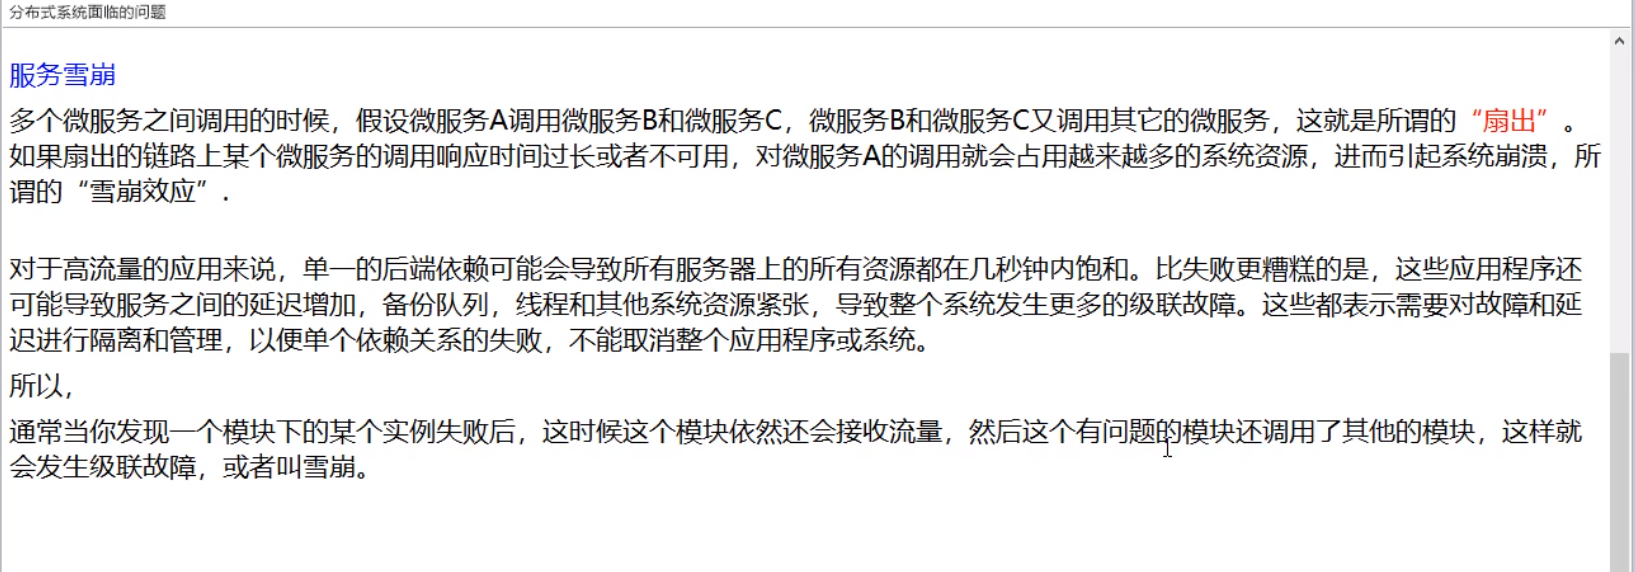 分布式系统面临的问题
服务雪崩
多个微服务之间调用的时候，假设微服务A调用微服务B和微服务C，微服务B和微服务C又调用其它的微服务，这就是所谓的“扇出”。
如果扇出的链路上某个微服务的调用响应时间过长或者不可用，对微服务A的调用就会占用越来越多的系统资源，进而引起系统崩溃，所
谓的“雪崩效应”.
对于高流量的应用来说，单一的后端依赖可能会导致所有服务器上的所有资源都在几秒钟内饱和。比失败更糟糕的是，这些应用程序还
可能导致服务之间的延迟增加，备份队列，线程和其他系统资源紧张，导致整个系统发生更多的级联故障。这些都表示需要对故障和延
迟进行隔离和管理，以便单个依赖关系的失败，不能取消整个应用程序或系统。
所以，
通常当你发现一个模块下的某个实例失败后，这时候这个模块依然还会接收流量，然后这个有问题的模块还调用了其他的模块，这样就
会发生级联故障，或者叫雪崩。